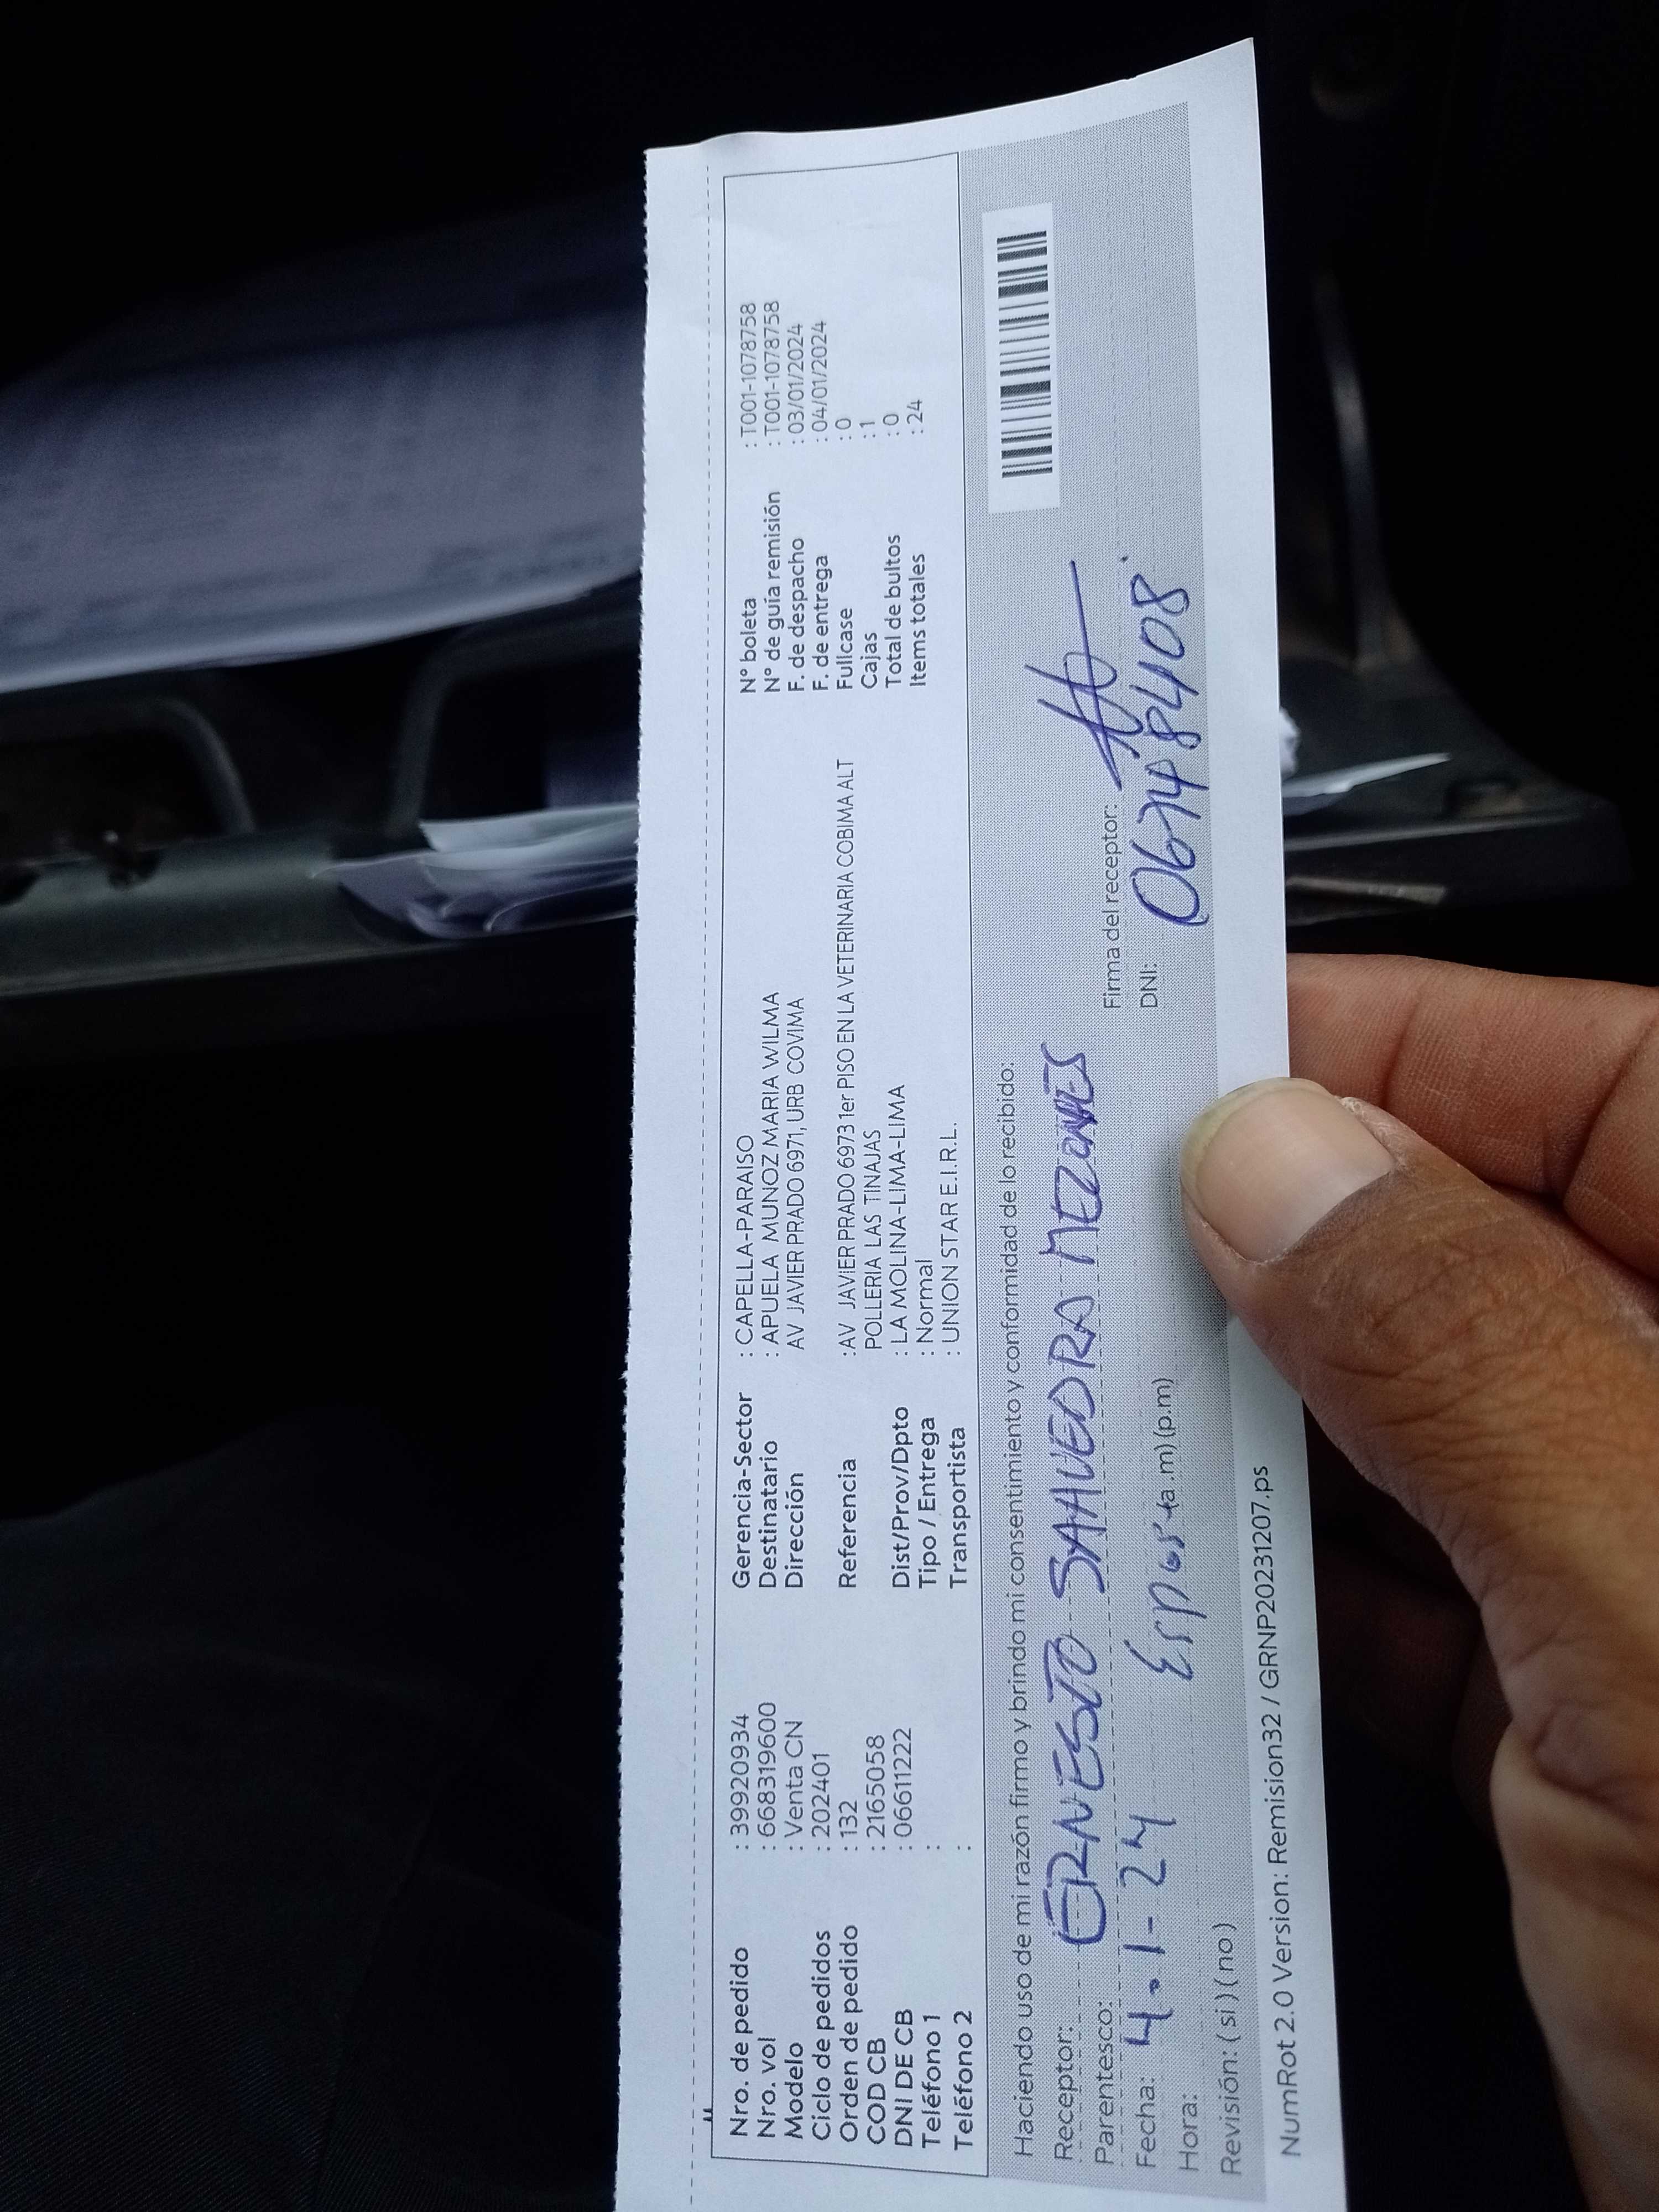 Nro. de pedido : 39920934 Gerencia-Sector : CAPELLA-PARAISO N° boleta : T001-1078758
Nro. vol : 668319600 Destinatario : APUELA MUNOZ MARIA WILMA N° de guía remisión : T001-1078758
Modelo : Venta CN Dirección AV JAVIER PRADO 6971, URB COVIMA F. de despacho : 03/01/2024
Ciclo de pedidos : 202401 F. de entrega : 04/01/2024
Orden de pedido : 132 Referencia : AV JAVIER PRADO 6973 1er PISO EN LA VETERINARIA COBIMA ALT Fullcase : 0
COD CB : 2165058 POLLERIA LAS TINAJAS Cajas : 1
DNI DE CB : 06611222 Dist/Prov/Dpto : LA MOLINA-LIMA-LIMA Total de bultos : 0
Teléfono 1 : Tipo / Entrega : Normal Items totales : 24
Teléfono 2 : Transportista : UNION STAR E.I.R.L.
Haciendo uso de mi razón firmo y brindo mi consentimiento y conformidad de lo recibido:
Receptor: ERNESTO SAAVEDRA MEZONES
Parentesco: Firma del receptor:
Fecha: 4.1-24 DNI: 06748408
Hora: (a.m) (p.m)
Revisión: (si) (no)
NumRot 2.0 Version: Remision32 / GRNP20231207.ps